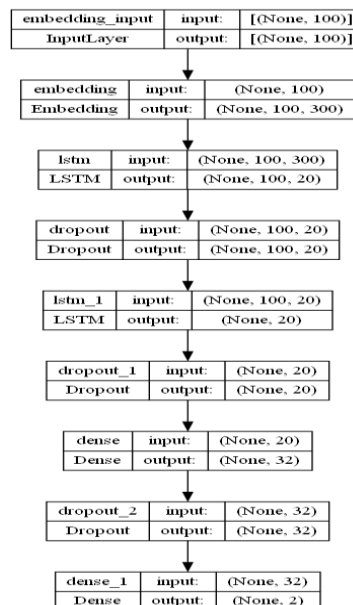 embedding_input input: [(None, 100)]
InputLayer output: [(None, 100)]
embedding input: (None, 100)
Embedding output: (None, 100, 300)
lstm input: (None, 100, 300)
LSTM output: (None, 100, 20)
dropout input: (None, 100, 20)
Dropout output: (None, 100, 20)
lstm_1 input: (None, 100, 20)
LSTM output: (None, 20)
dropout_1 input: (None, 20)
Dropout output: (None, 20)
dense input: (None, 20)
Dense output: (None, 32)
dropout_2 input: (None, 32)
Dropout output: (None, 32)
dense_1 input: (None, 32)
Dense output: (None, 2)